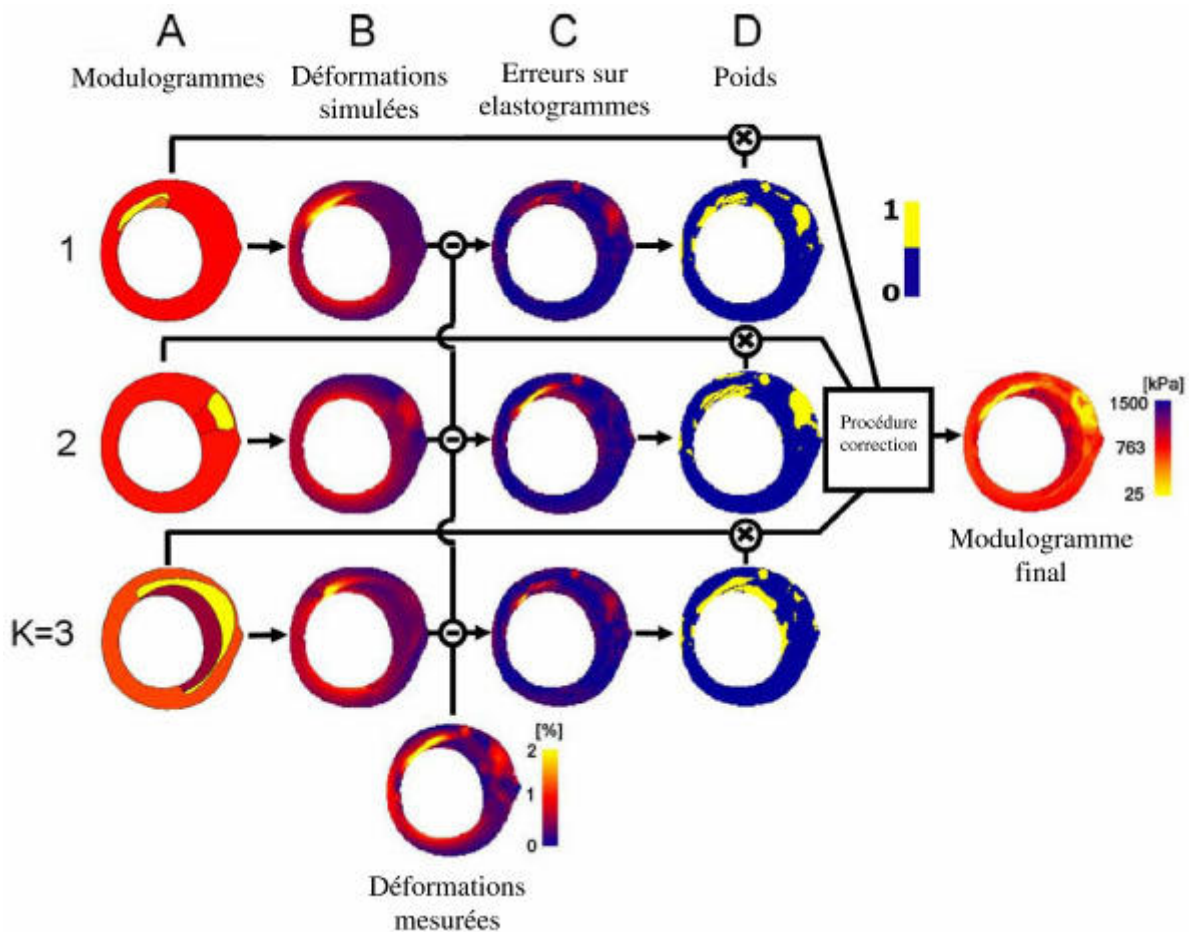 A
B
C
D
Modulogrammes
Déformations
simulées
Erreurs sur
elastogrammes
Poids
1
1
0
2
Procédure
correction
[kPa]
1500
763
25
Modulogramme
final
K=3
[%]
2
1
0
Déformations
mesurées